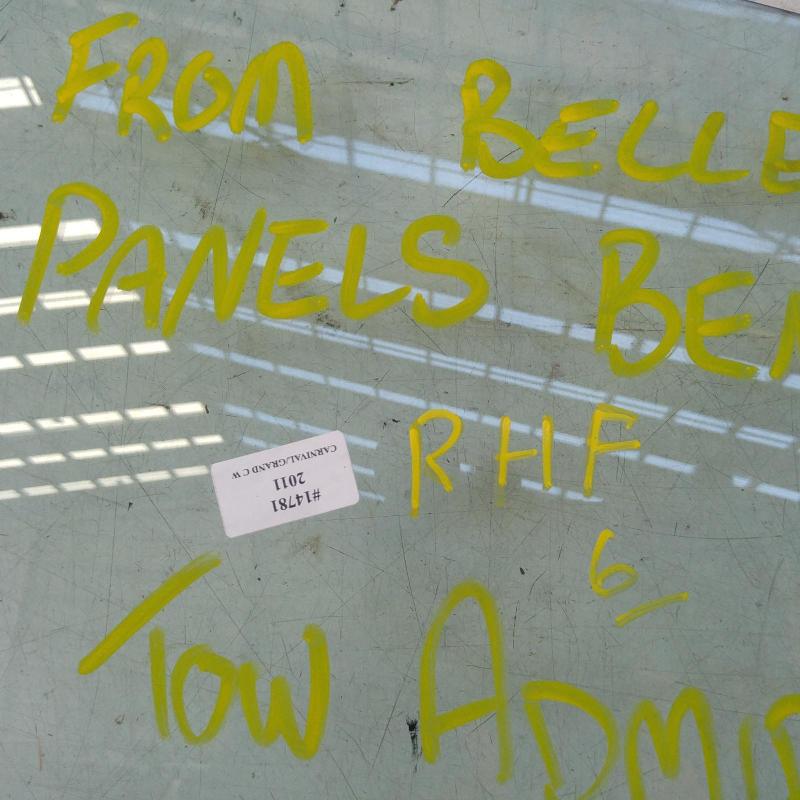 FROM BELLE
PANELS BE
RHF
6
TOW ADMI
#14781
2011
CARNIVAL/GRAND C W